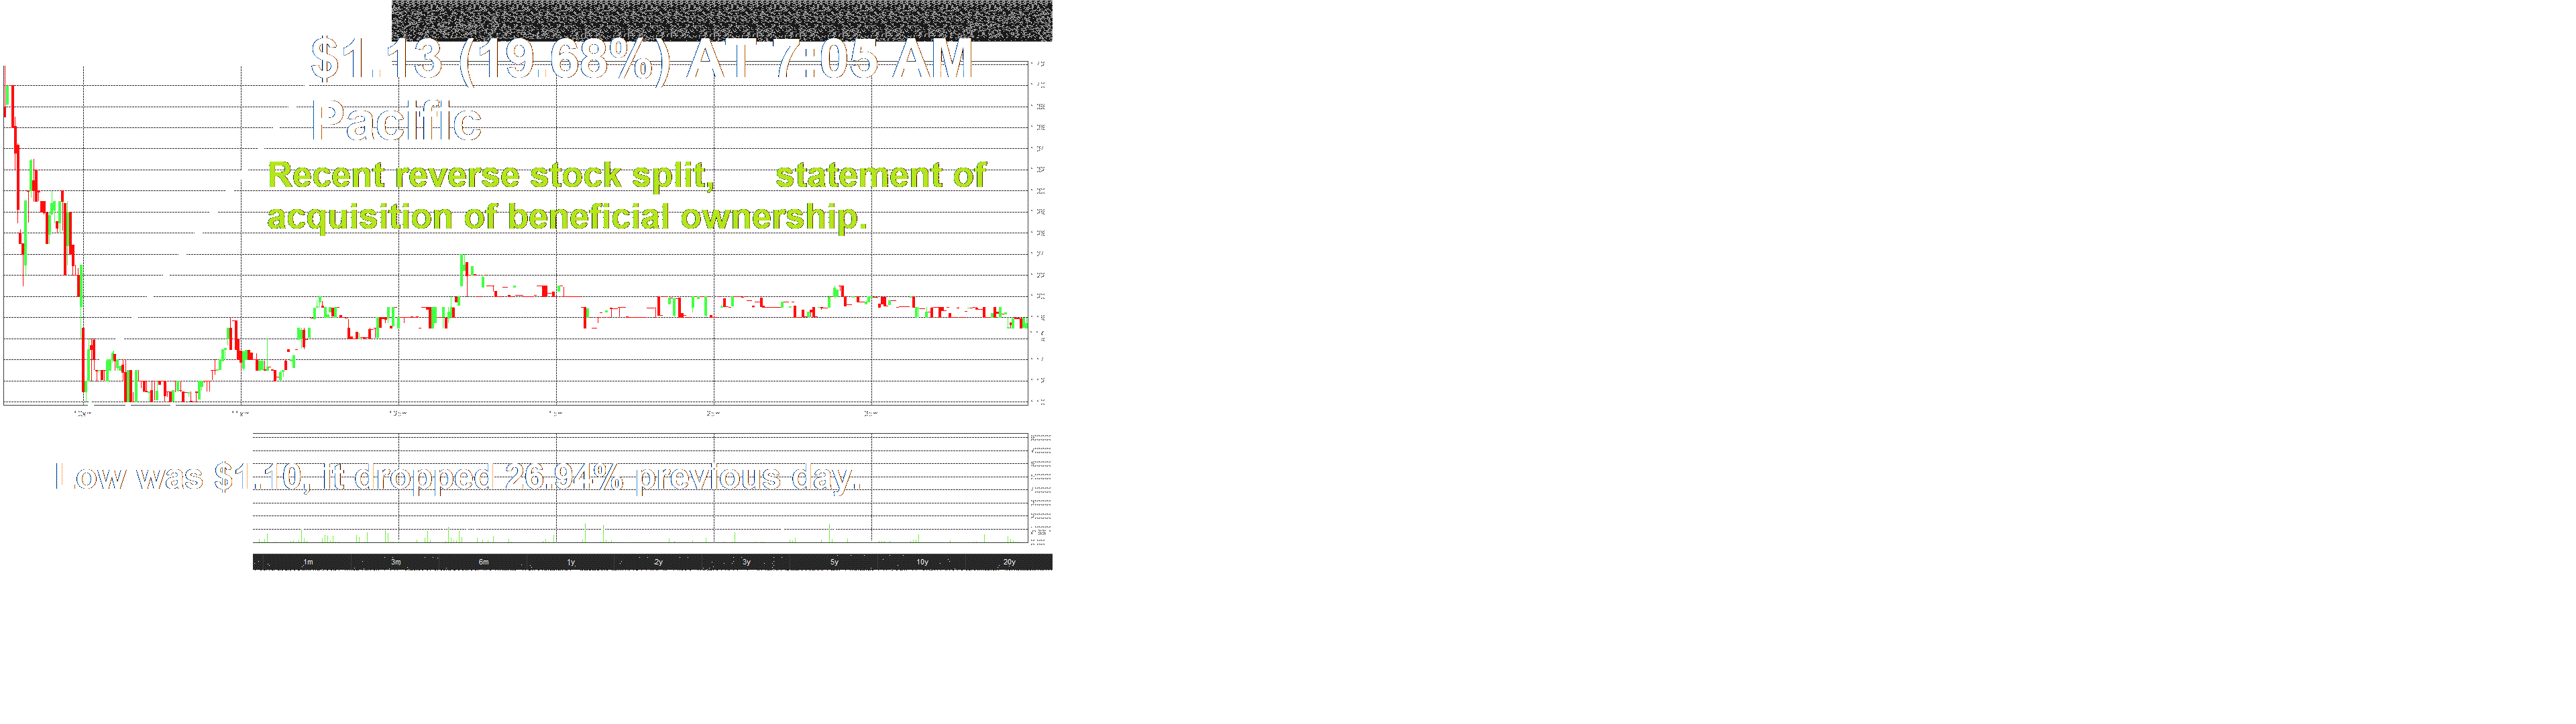 $1.13 (19.68%) AT 7:05 AM
Pacific
Recent reverse stock split, statement of
acquisition of beneficial ownership.
Low was $1.10, it dropped 26.94% previous day.
1m 3m 6m 1y 2y 3y 5y 10y 20y